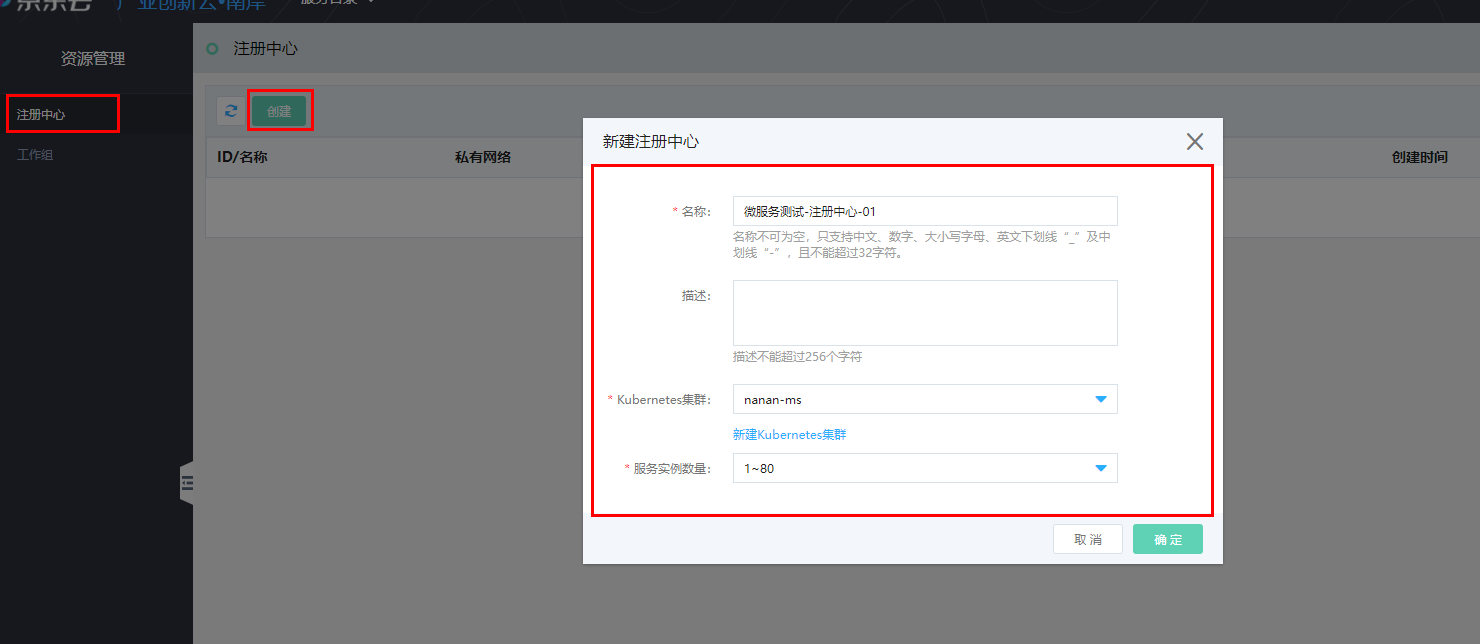 产业创新云•南岸
服务目录
资源管理
注册中心
创建
注册中心
工作组
ID/名称
私有网络
创建时间
新建注册中心
* 名称:
微服务测试-注册中心-01
名称不可为空，只支持中文、数字、大小写字母、英文下划线“_”及中
划线“-”，且不能超过32字符。
描述:
描述不能超过256个字符
* Kubernetes集群:
nanan-ms
新建Kubernetes集群
* 服务实例数量:
1~80
取消
确定